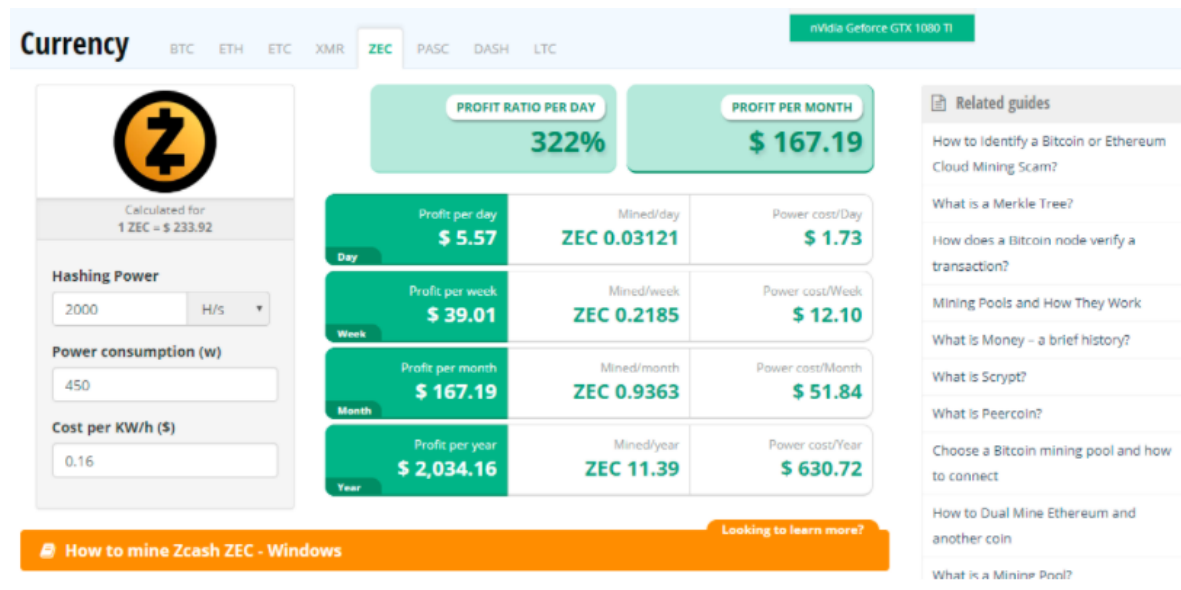 nVidia Geforce GTX 1080 TI
Currency BTC ETH ETC XMR ZEC PASC DASH LTC
Calculated for
1 ZEC = $ 233.92
Hashing Power
2000 H/s
Power consumption (w)
450
Cost per KW/h ($)
0.16
PROFIT RATIO PER DAY
322%
PROFIT PER MONTH
$ 167.19
Profit per day
$ 5.57
Day
Mined/day
ZEC 0.03121
Power cost/Day
$ 1.73
Profit per week
$ 39.01
Week
Mined/week
ZEC 0.2185
Power cost/Week
$ 12.10
Profit per month
$ 167.19
Month
Mined/month
ZEC 0.9363
Power cost/Month
$ 51.84
Profit per year
$ 2,034.16
Year
Mined/year
ZEC 11.39
Power cost/Year
$ 630.72
Looking to learn more?
How to mine Zcash ZEC - Windows
Related guides
How to Identify a Bitcoin or Ethereum
Cloud Mining Scam?
What is a Merkle Tree?
How does a Bitcoin node verify a
transaction?
Mining Pools and How They Work
What is Money – a brief history?
What is Scrypt?
What is Peercoin?
Choose a Bitcoin mining pool and how
to connect
How to Dual Mine Ethereum and
another coin
What is a Mining Pool?